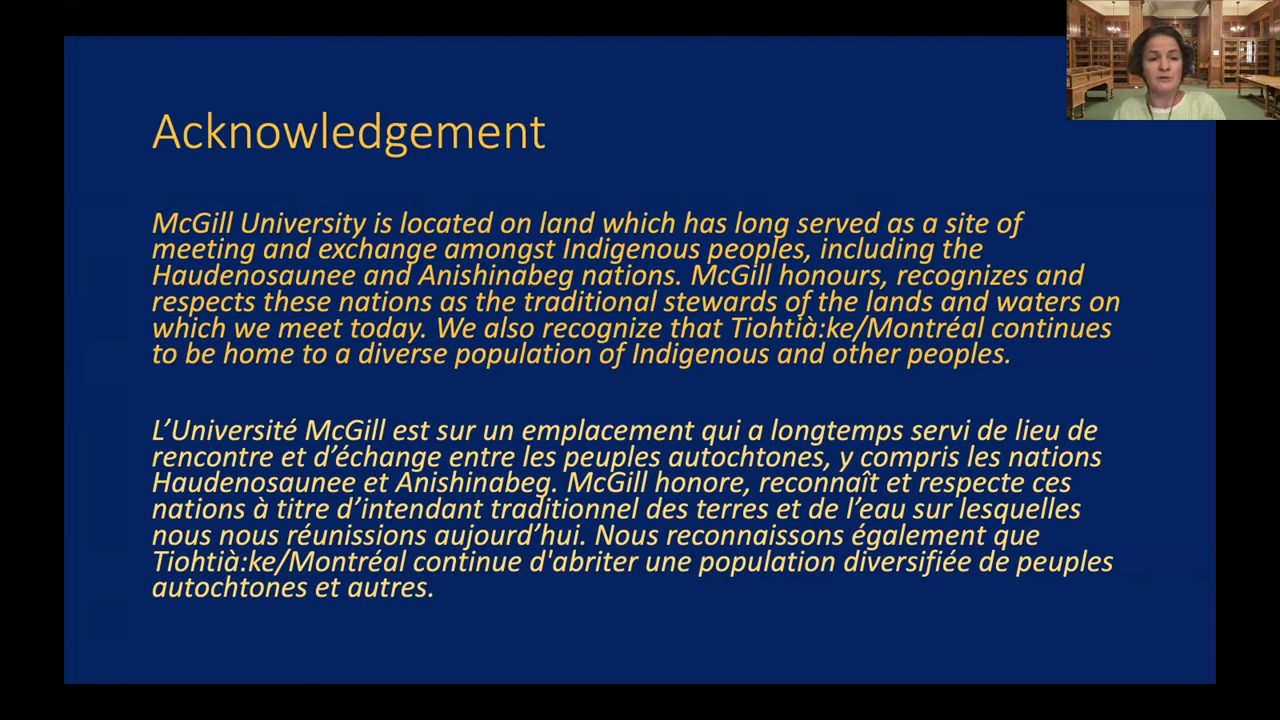 Acknowledgement
McGill University is located on land which has long served as a site of
meeting and exchange amongst Indigenous peoples, including the
Haudenosaunee and Anishinabeg nations. McGill honours, recognizes and
respects these nations as the traditional stewards of the lands and waters on
which we meet today. We also recognize that Tiohtià:ke/Montréal continues
to be home to a diverse population of Indigenous and other peoples.
L’Université McGill est sur un emplacement qui a longtemps servi de lieu de
rencontre et d’échange entre les peuples autochtones, y compris les nations
Haudenosaunee et Anishinabeg. McGill honore, reconnaît et respecte ces
nations à titre d’intendant traditionnel des terres et de l’eau sur lesquelles
nous nous réunissions aujourd’hui. Nous reconnaissons également que
Tiohtià:ke/Montréal continue d'abriter une population diversifiée de peuples
autochtones et autres.